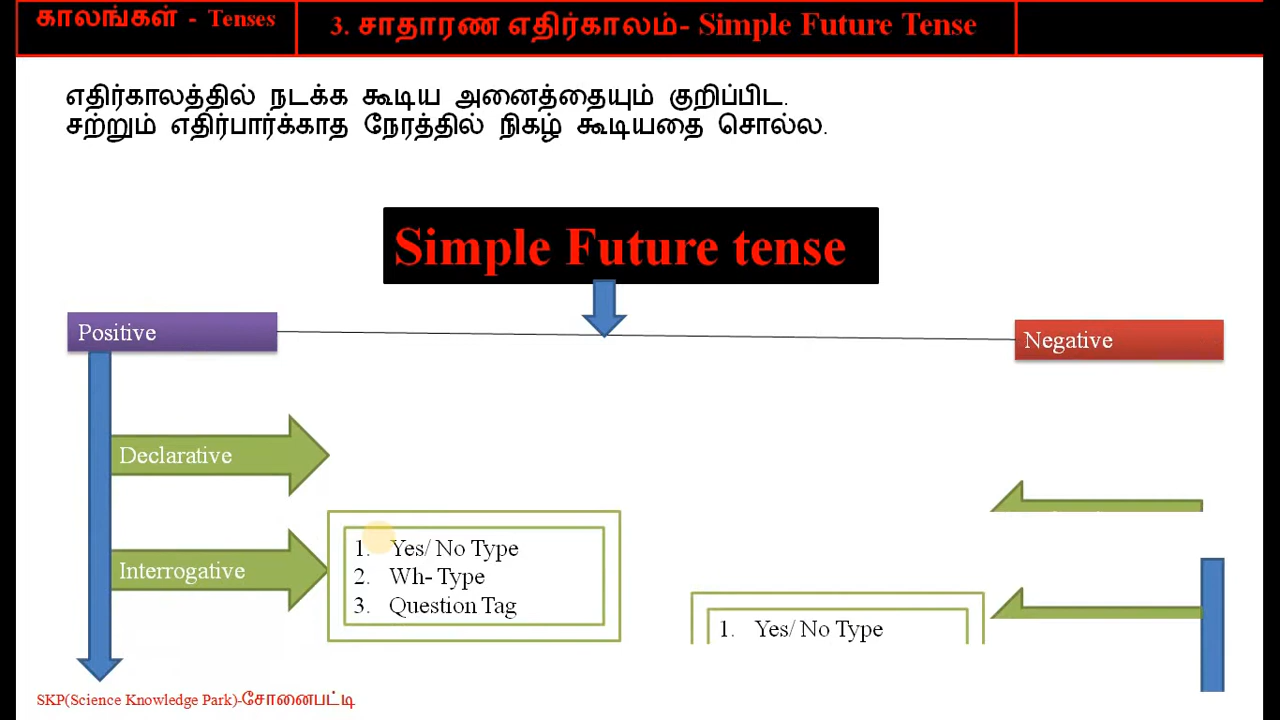 காலங்கள் - Tenses
3. சாதாரண எதிர்காலம்- Simple Future Tense
எதிர்காலத்தில் நடக்க கூடிய அனைத்தையும் குறிப்பிட.
சற்றும் எதிர்பார்க்காத நேரத்தில் நிகழ் கூடியதை சொல்ல.
Simple Future tense
Positive
Negative
Declarative
Interrogative
1. Yes/ No Type
2. Wh- Type
3. Question Tag
1. Yes/ No Type
SKP(Science Knowledge Park)-சோனைபட்டி